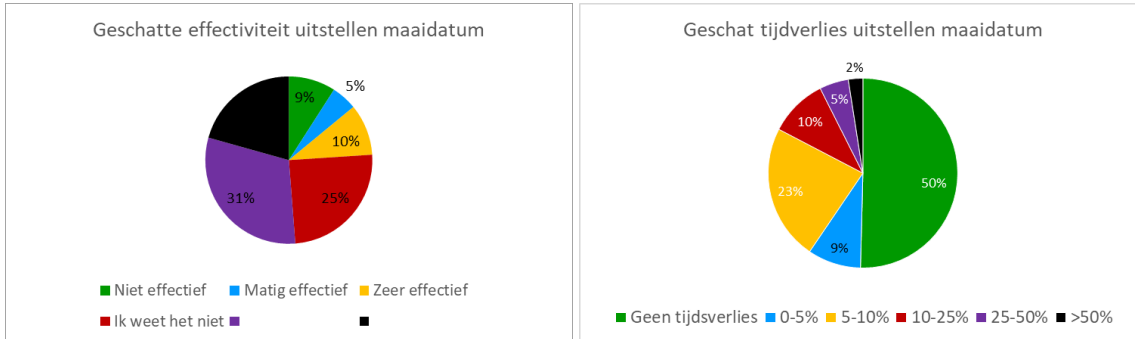 Geschatte effectiviteit uitstellen maaidatum
9%
5%
10%
25%
31%
Niet effectief
Matig effectief
Zeer effectief
Ik weet het niet
Geschat tijdverlies uitstellen maaidatum
2%
5%
10%
23%
9%
50%
Geen tijdsverlies 0-5% 5-10% 10-25% 25-50% >50%